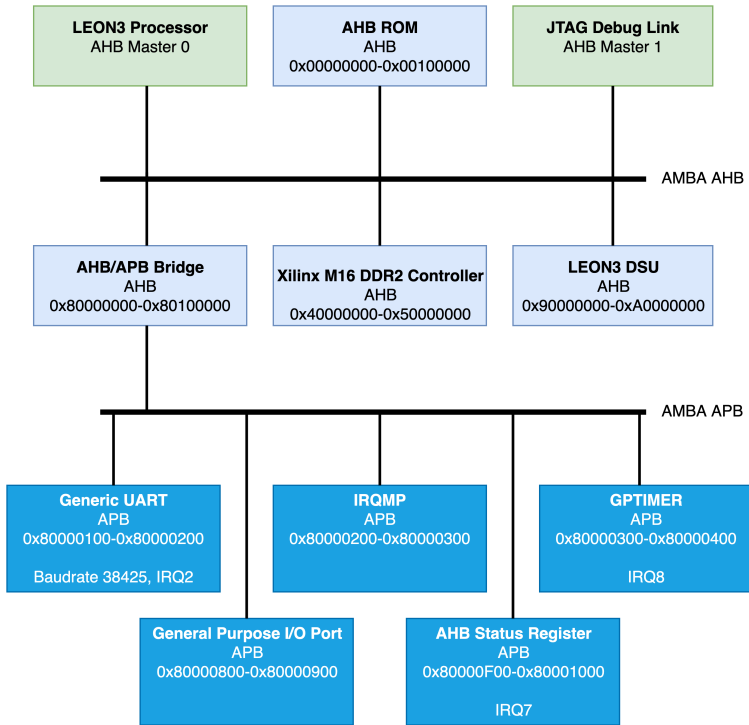 LEON3 Processor
AHB Master 0
AHB ROM
AHB
0x00000000-0x00100000
JTAG Debug Link
AHB Master 1
AMBA AHB
AHB/APB Bridge
AHB
0x80000000-0x80100000
Xilinx M16 DDR2 Controller
AHB
0x40000000-0x50000000
LEON3 DSU
AHB
0x90000000-0xA0000000
AMBA APB
Generic UART
APB
0x80000100-0x80000200
Baudrate 38425, IRQ2
IRQMP
APB
0x80000200-0x80000300
GPTIMER
APB
0x80000300-0x80000400
IRQ8
General Purpose I/O Port
APB
0x80000800-0x80000900
AHB Status Register
APB
0x80000F00-0x80001000
IRQ7